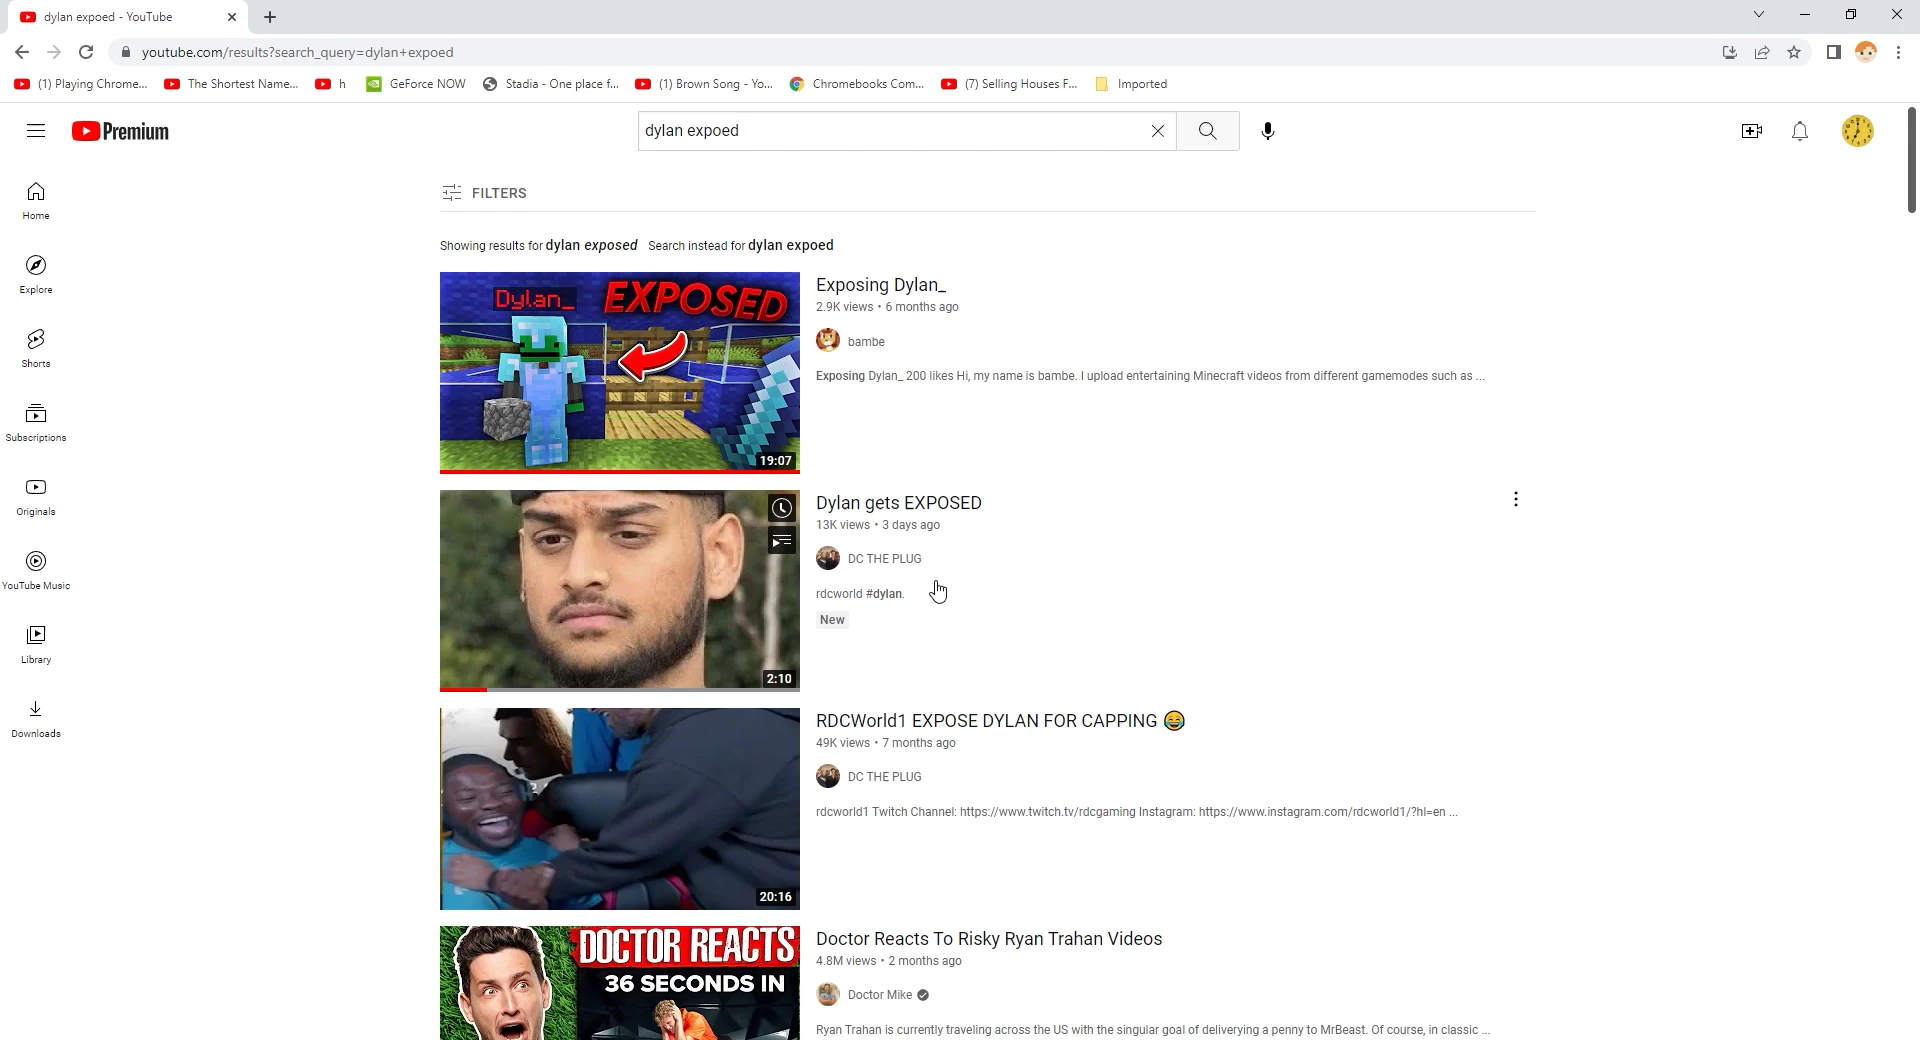 dylan expoed - YouTube
youtube.com/results?search_query=dylan+expoed
(1) Playing Chrome... The Shortest Name... h GeForce NOW Stadia - One place f... (1) Brown Song - Yo... Chromebooks Com... (7) Selling Houses F... Imported
Premium
dylan expoed
Home
Explore
Shorts
Subscriptions
Originals
YouTube Music
Library
Downloads
FILTERS
Showing results for dylan exposed Search instead for dylan expoed
Dylan_ EXPOSED
19:07
Exposing Dylan_
2.9K views • 6 months ago
bambe
Exposing Dylan_ 200 likes Hi, my name is bambe. I upload entertaining Minecraft videos from different gamemodes such as ...
2:10
Dylan gets EXPOSED
13K views • 3 days ago
DC THE PLUG
rdcworld #dylan.
New
20:16
RDCWorld1 EXPOSE DYLAN FOR CAPPING 😂
49K views • 7 months ago
DC THE PLUG
rdcworld1 Twitch Channel: https://www.twitch.tv/rdcgaming Instagram: https://www.instagram.com/rdcworld1/?hl=en ...
DOCTOR REACTS
36 SECONDS IN
Doctor Reacts To Risky Ryan Trahan Videos
4.8M views • 2 months ago
Doctor Mike
Ryan Trahan is currently traveling across the US with the singular goal of deliverying a penny to MrBeast. Of course, in classic ...